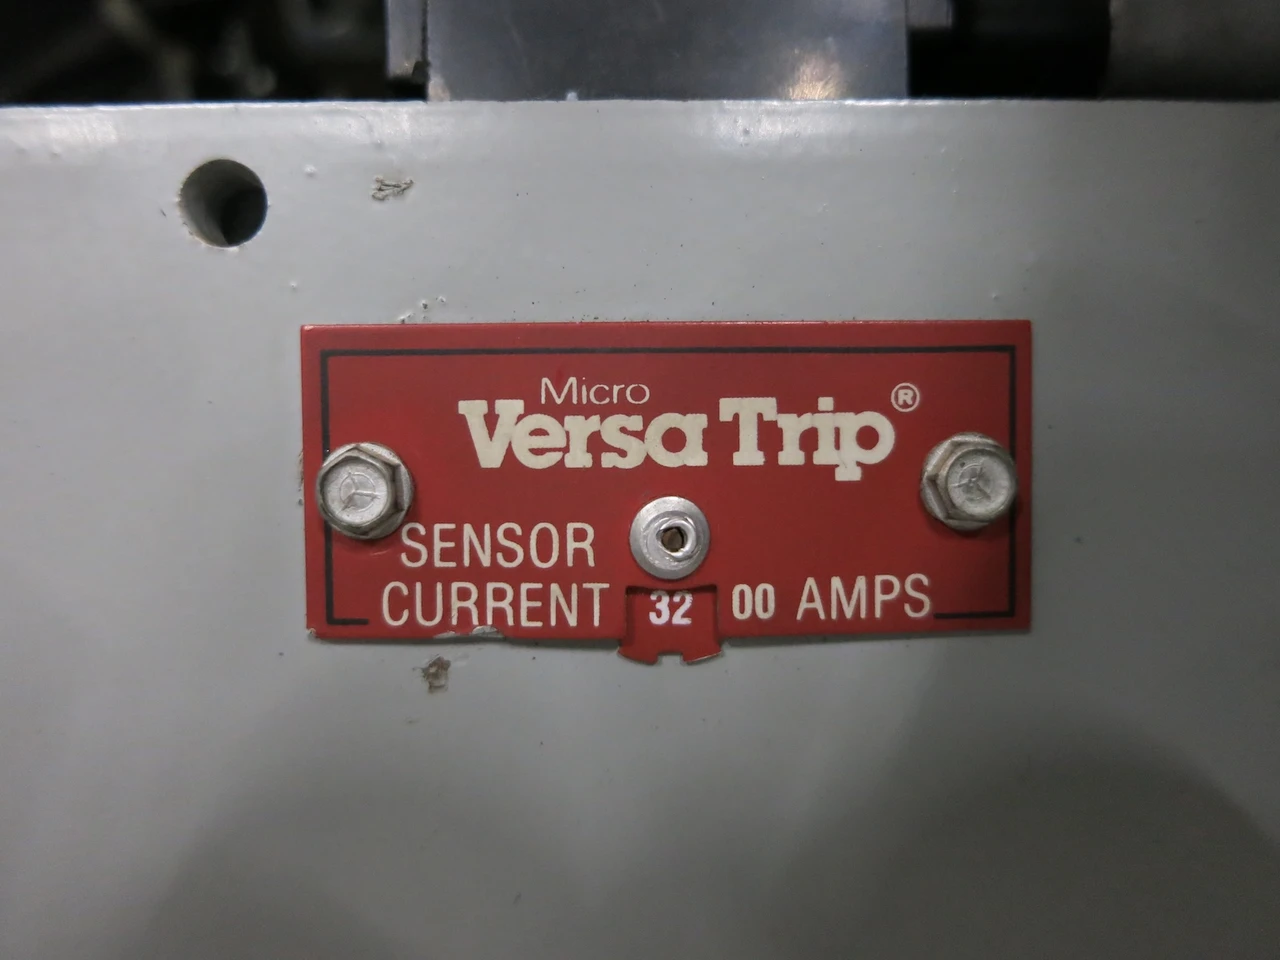 Micro
Versa Trip®
SENSOR
CURRENT 32 00 AMPS